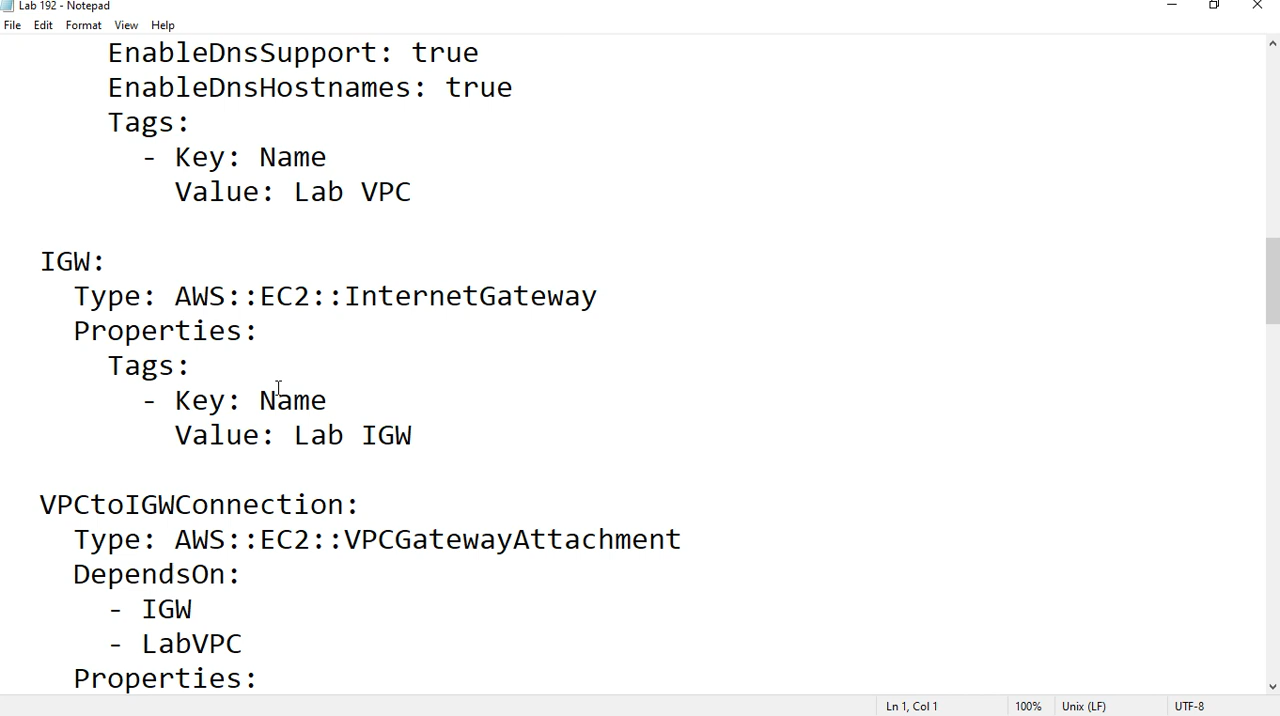 Lab 192 - Notepad
File Edit Format View Help
EnableDnsSupport: true
EnableDnsHostnames: true
Tags:
- Key: Name
Value: Lab VPC
IGW:
Type: AWS::EC2::InternetGateway
Properties:
Tags:
- Key: Name
Value: Lab IGW
VPCtoIGWConnection:
Type: AWS::EC2::VPCGatewayAttachment
DependsOn:
- IGW
- LabVPC
Properties:
Ln 1, Col 1 100% Unix (LF) UTF-8